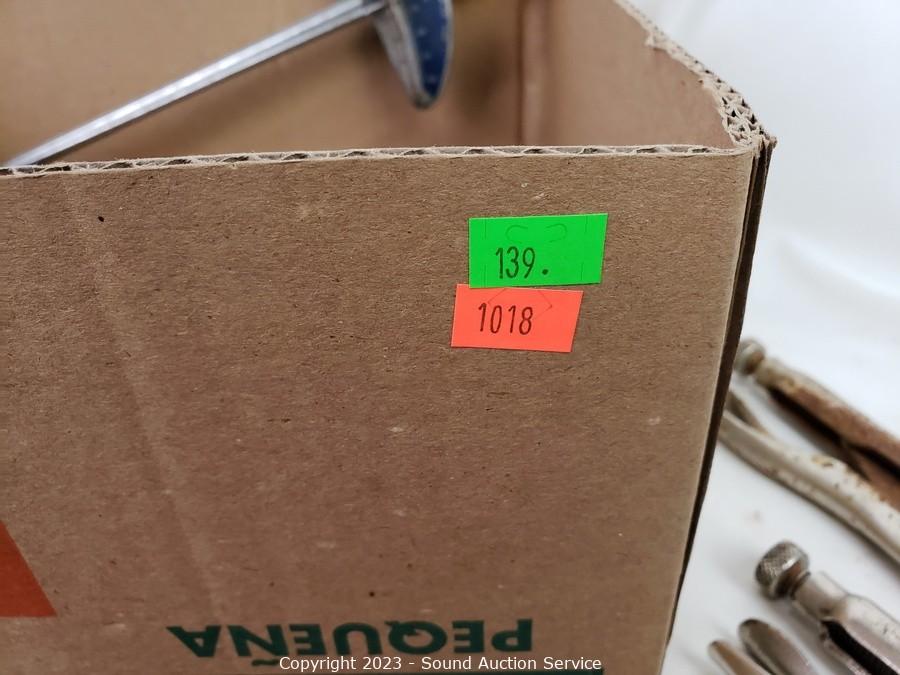 139.
1018
PEQUEÑA
Copyright 2023 - Sound Auction Service